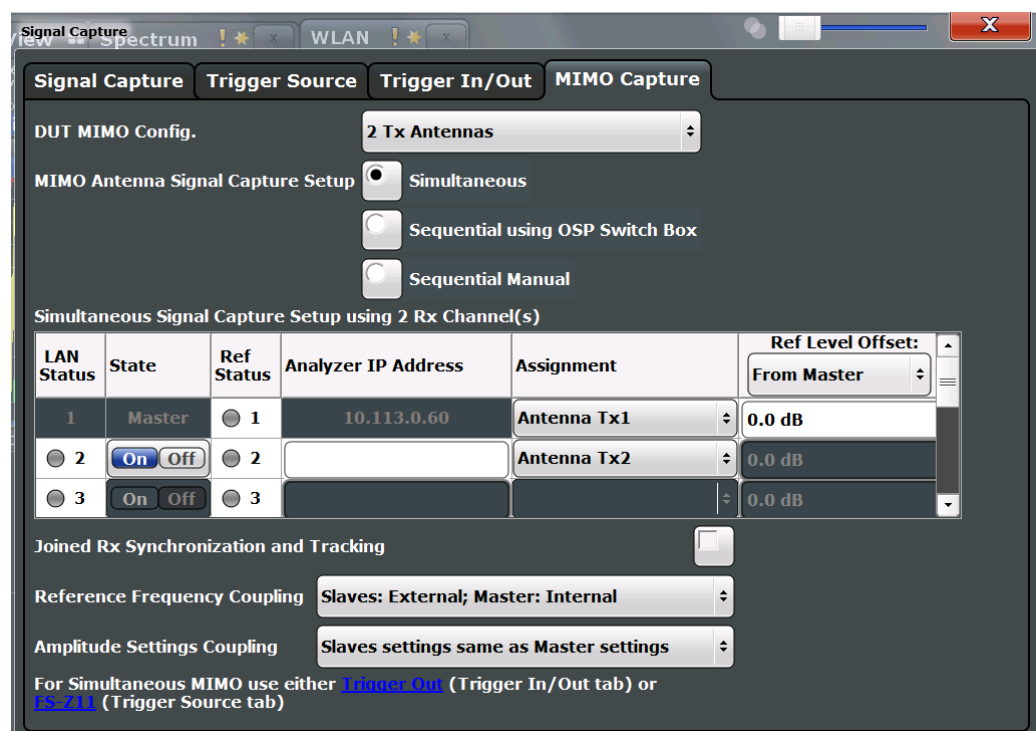 Signal Capture
View Spectrum ! x WLAN ! x X
Signal Capture Trigger Source Trigger In/Out MIMO Capture
DUT MIMO Config. 2 Tx Antennas
MIMO Antenna Signal Capture Setup Simultaneous
Sequential using OSP Switch Box
Sequential Manual
Simultaneous Signal Capture Setup using 2 Rx Channel(s)
LAN Status State Ref Status Analyzer IP Address Assignment Ref Level Offset: From Master
1 Master 1 10.113.0.60 Antenna Tx1 0.0 dB
2 On Off 2 Antenna Tx2 0.0 dB
3 On Off 3 0.0 dB
Joined Rx Synchronization and Tracking
Reference Frequency Coupling Slaves: External; Master: Internal
Amplitude Settings Coupling Slaves settings same as Master settings
For Simultaneous MIMO use either Trigger Out (Trigger In/Out tab) or
FS-Z11 (Trigger Source tab)